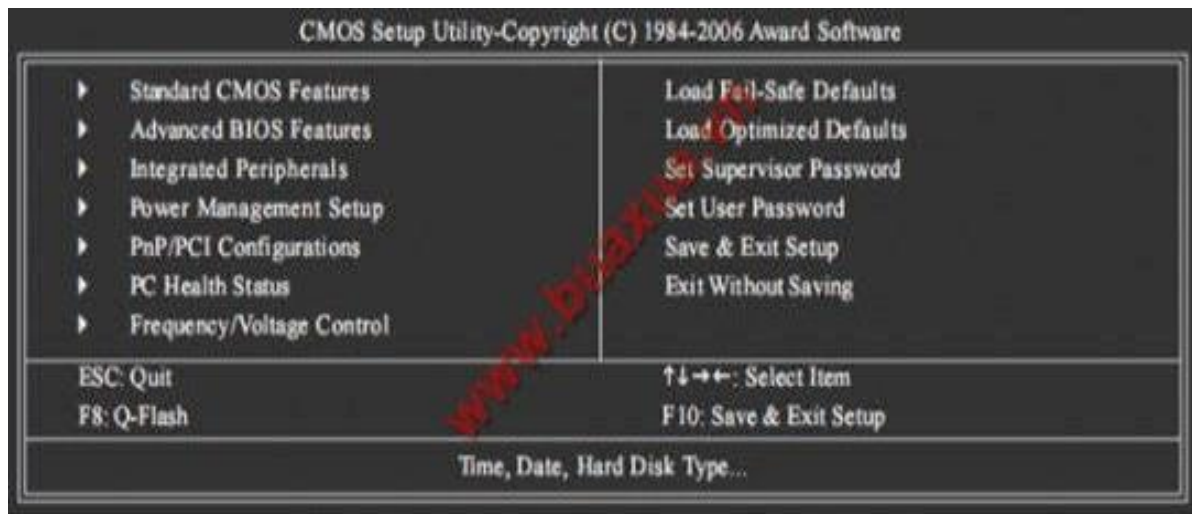 CMOS Setup Utility-Copyright (C) 1984-2006 Award Software
Standard CMOS Features
Advanced BIOS Features
Integrated Peripherals
Power Management Setup
PnP/PCI Configurations
PC Health Status
Frequency/Voltage Control
Load Fail-Safe Defaults
Load Optimized Defaults
Set Supervisor Password
Set User Password
Save & Exit Setup
Exit Without Saving
ESC: Quit
F8: Q-Flash
↑↓→←: Select Item
F10: Save & Exit Setup
Time, Date, Hard Disk Type...